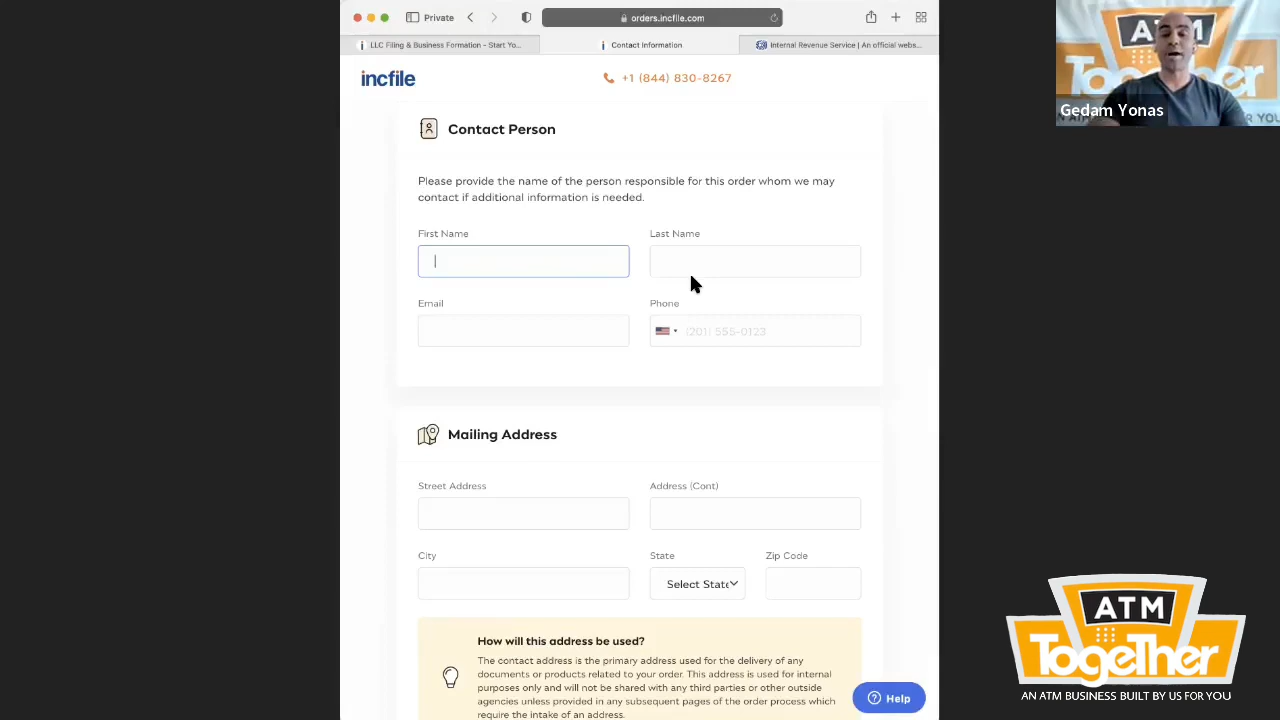 Private
orders.incfile.com
LLC Filing & Business Formation - Start Yo...
Contact Information
Internal Revenue Service | An official webs...
incfile
+1 (844) 830-8267
Contact Person
Please provide the name of the person responsible for this order whom we may
contact if additional information is needed.
First Name
Last Name
Email
Phone
(201) 555-0123
Mailing Address
Street Address
Address (Cont)
City
State
Zip Code
Select State
How will this address be used?
The contact address is the primary address used for the delivery of any
documents or products related to your order. This address is used for internal
purposes only and will not be shared with any third parties or other outside
agencies unless provided in any subsequent pages of the order process which
require the intake of an address.
Help
ATM
Together
Gedam Yonas
ATM
Together
AN ATM BUSINESS BUILT BY US FOR YOU